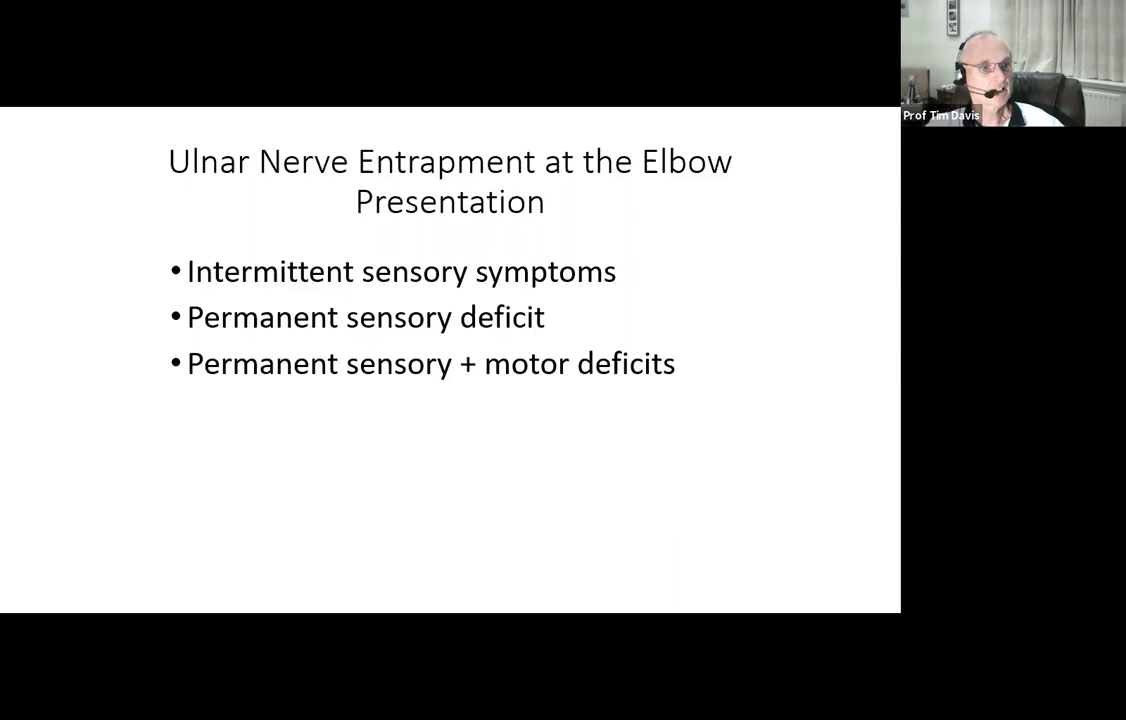 Ulnar Nerve Entrapment at the Elbow
Presentation
• Intermittent sensory symptoms
• Permanent sensory deficit
• Permanent sensory + motor deficits
Prof Tim Davis